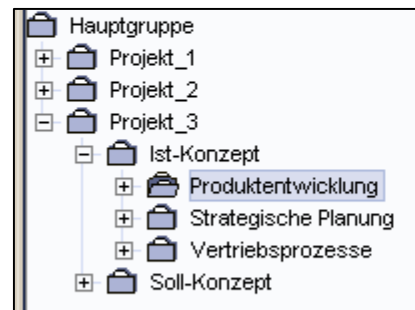 Hauptgruppe
Projekt_1
Projekt_2
Projekt_3
Ist-Konzept
Produktentwicklung
Strategische Planung
Vertriebsprozesse
Soll-Konzept